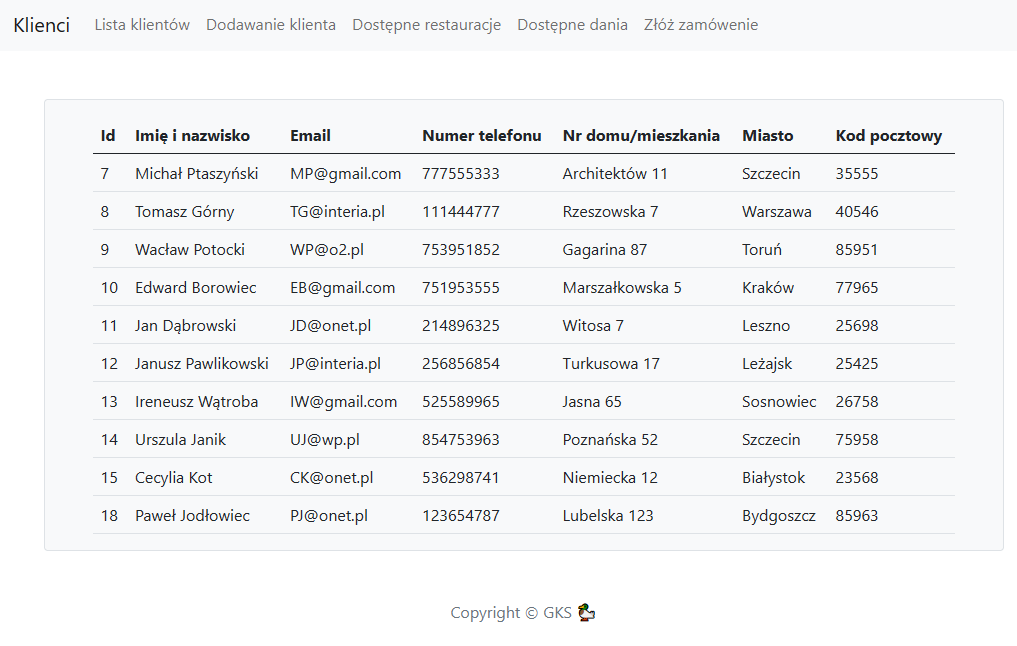 Klienci Lista klientów Dodawanie klienta Dostępne restauracje Dostępne dania Złóż zamówenie
Id Imię i nazwisko Email Numer telefonu Nr domu/mieszkania Miasto Kod pocztowy
7 Michał Ptaszyński MP@gmail.com 777555333 Architektów 11 Szczecin 35555
8 Tomasz Górny TG@interia.pl 111444777 Rzeszowska 7 Warszawa 40546
9 Wacław Potocki WP@o2.pl 753951852 Gagarina 87 Toruń 85951
10 Edward Borowiec EB@gmail.com 751953555 Marszałkowska 5 Kraków 77965
11 Jan Dąbrowski JD@onet.pl 214896325 Witosa 7 Leszno 25698
12 Janusz Pawlikowski JP@interia.pl 256856854 Turkusowa 17 Leżajsk 25425
13 Ireneusz Wątroba IW@gmail.com 525589965 Jasna 65 Sosnowiec 26758
14 Urszula Janik UJ@wp.pl 854753963 Poznańska 52 Szczecin 75958
15 Cecylia Kot CK@onet.pl 536298741 Niemiecka 12 Białystok 23568
18 Paweł Jodłowiec PJ@onet.pl 123654787 Lubelska 123 Bydgoszcz 85963
Copyright © GKS